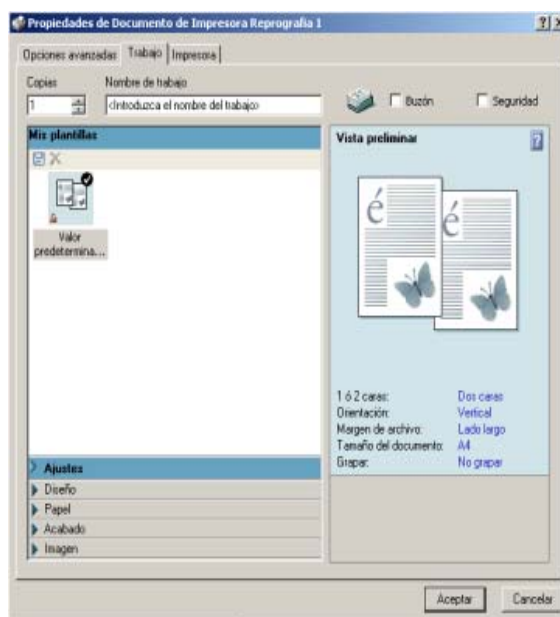 Propiedades de Documento de Impresora Reprografia 1
Opciones avanzadas Trabajo Impresora
Copias Nombre de trabajo
1 <Introduzca el nombre del trabajo> Buzón Seguridad
Mis plantillas
Vista preliminar
Valor
predetermina...
é é
1 ó 2 caras: Dos caras
Orientación: Vertical
Margen de archivo: Lado largo
Tamaño del documento: A4
Grapar: No grapar
Ajustes
Diseño
Papel
Acabado
Imagen
Aceptar Cancelar